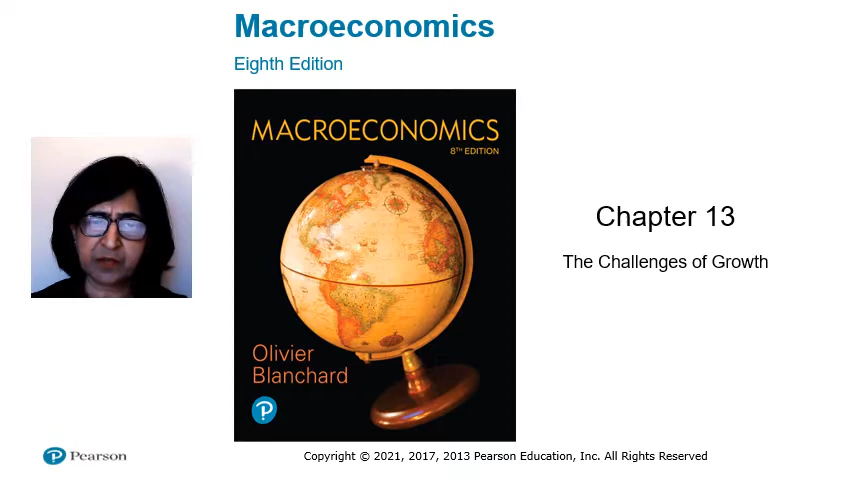 Macroeconomics
Eighth Edition
MACROECONOMICS
8TH EDITION
Olivier
Blanchard
P
Chapter 13
The Challenges of Growth
P Pearson
Copyright © 2021, 2017, 2013 Pearson Education, Inc. All Rights Reserved